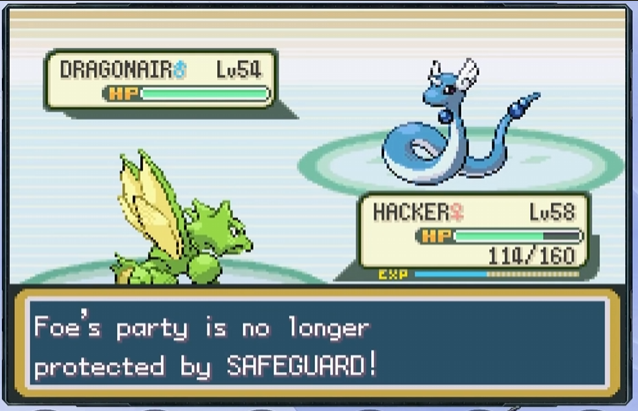 DRAGONAIR♂ Lv54
HP
HACKER♀ Lv58
HP
114/160
EXP
Foe's party is no longer
protected by SAFEGUARD!